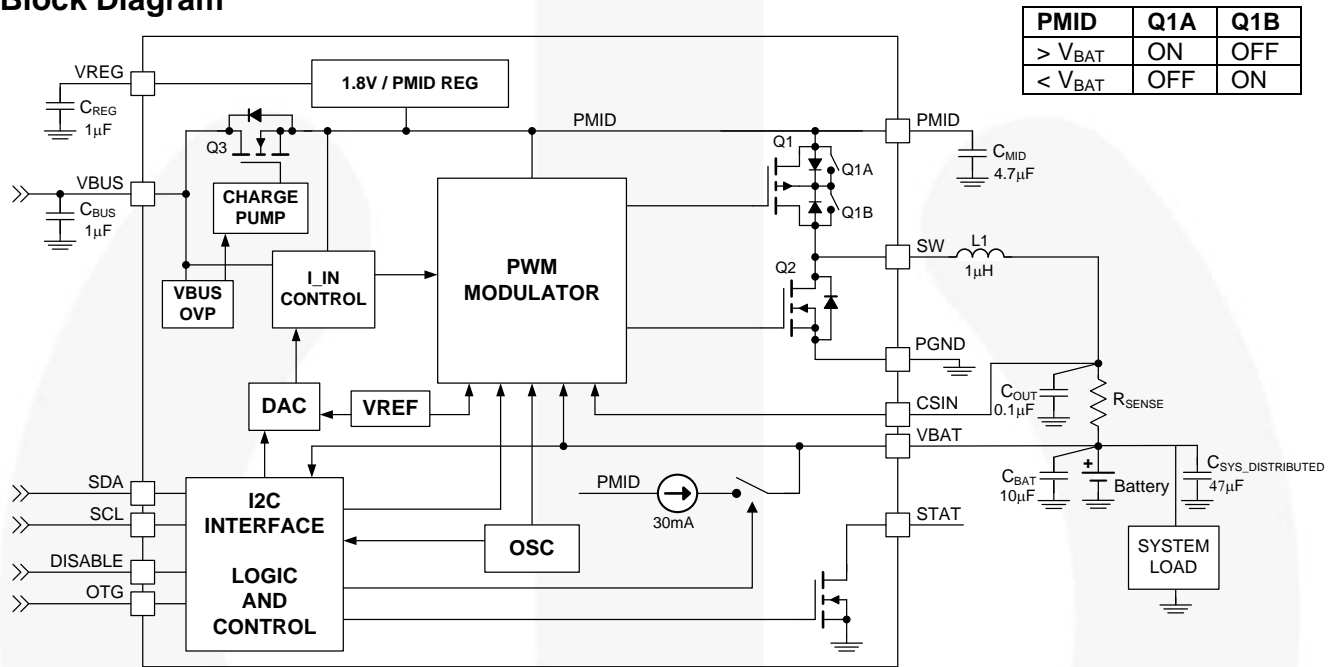 Block Diagram
PMID Q1A Q1B
> VBAT ON OFF
< VBAT OFF ON
VREG
CREG
1µF
1.8V / PMID REG
PMID
PMID
CMID
4.7µF
Q3
Q1
Q1A
Q1B
VBUS
CBUS
1µF
CHARGE
PUMP
VBUS
OVP
I_IN
CONTROL
PWM
MODULATOR
SW
L1
1µH
Q2
PGND
DAC
VREF
CSIN
COUT
0.1µF
RSENSE
VBAT
SDA
SCL
DISABLE
OTG
I2C
INTERFACE
LOGIC
AND
CONTROL
PMID
30mA
OSC
CBAT
10µF
+
Battery
CSYS_DISTRIBUTED
47µF
STAT
SYSTEM
LOAD